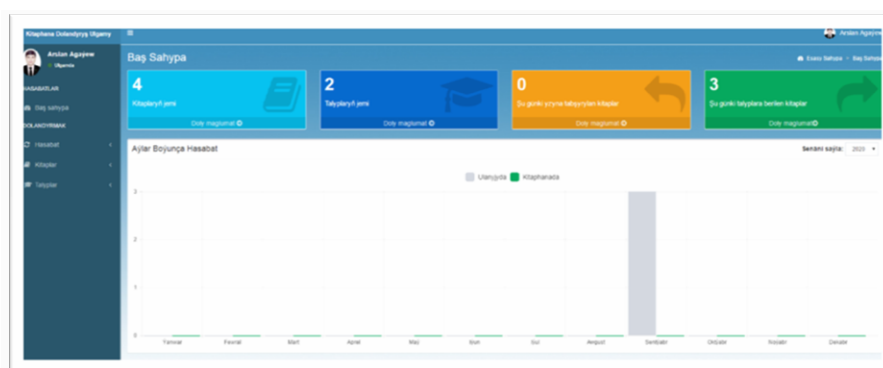 Kitaphana Dolandyryş Ulgamy
Arslan Agayew
Arslan Agayew
Ulgamda
HASABATLAR
Baş sahypa
DOLANDYRMAK
Hasabat
Kitaplar
Talyplar
Baş Sahypa
Esasy Sahypa - Baş Sahypa
4
Kitaplaryň jemi
Doly maglumat
2
Talyplaryň jemi
Doly maglumat
0
Şu günki yzyna tabşyrylan kitaplar
Doly maglumat
3
Şu günki talyplara berlen kitaplar
Doly maglumat
Aýlar Boýunça Hasabat
Senäni saýla: 2020
Ulanyjyda Kitaphanada
3
2
1
0
Ýanwar Fewral Mart Aprel May Iýun Iýul Awgust Sentýabr Oktýabr Noýabr Dekabr